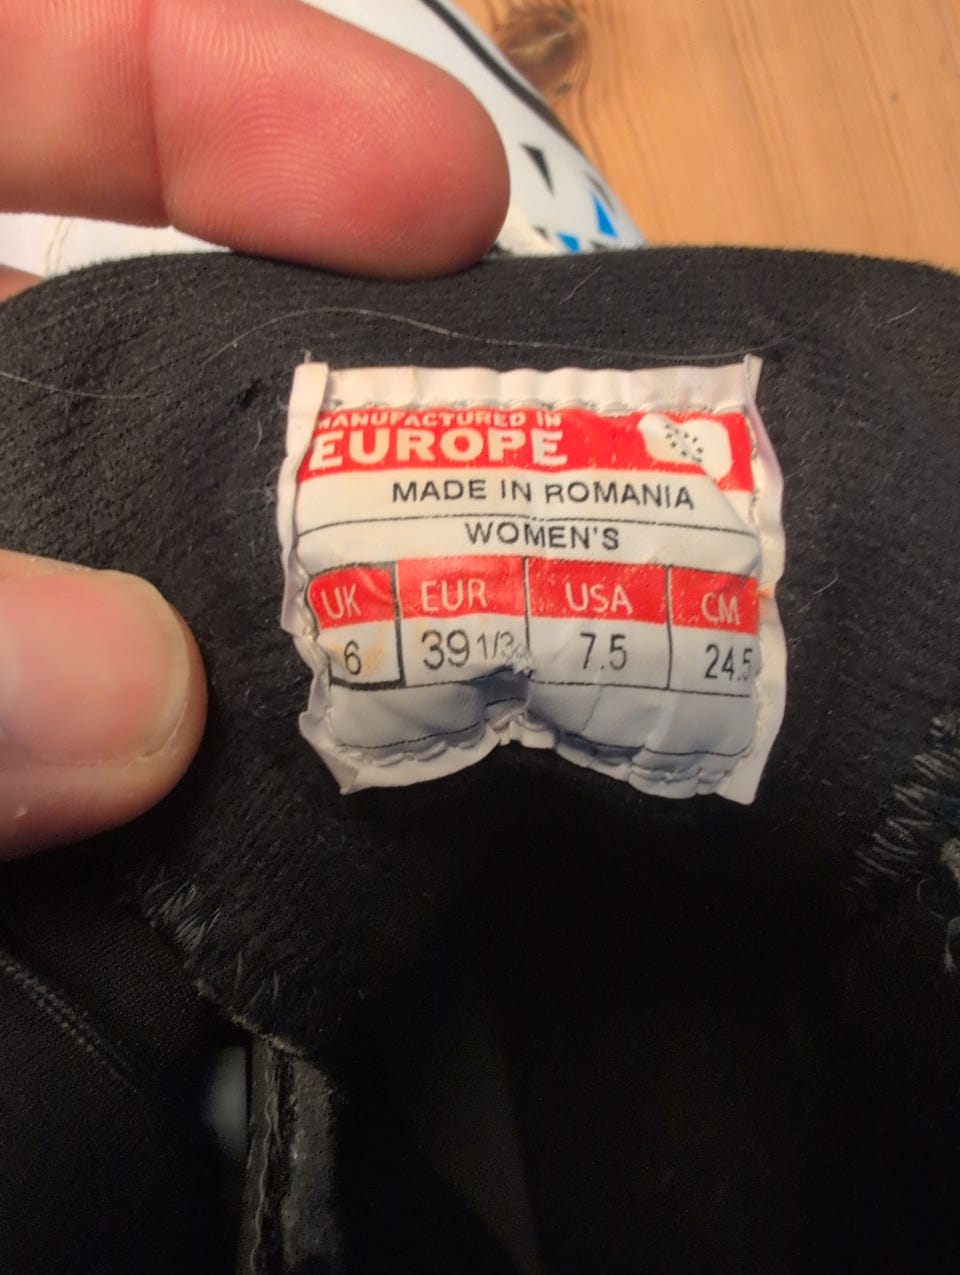 MANUFACTURED IN
EUROPE
MADE IN ROMANIA
WOMEN'S
UK EUR USA CM
6 39 1/3 7.5 24.5